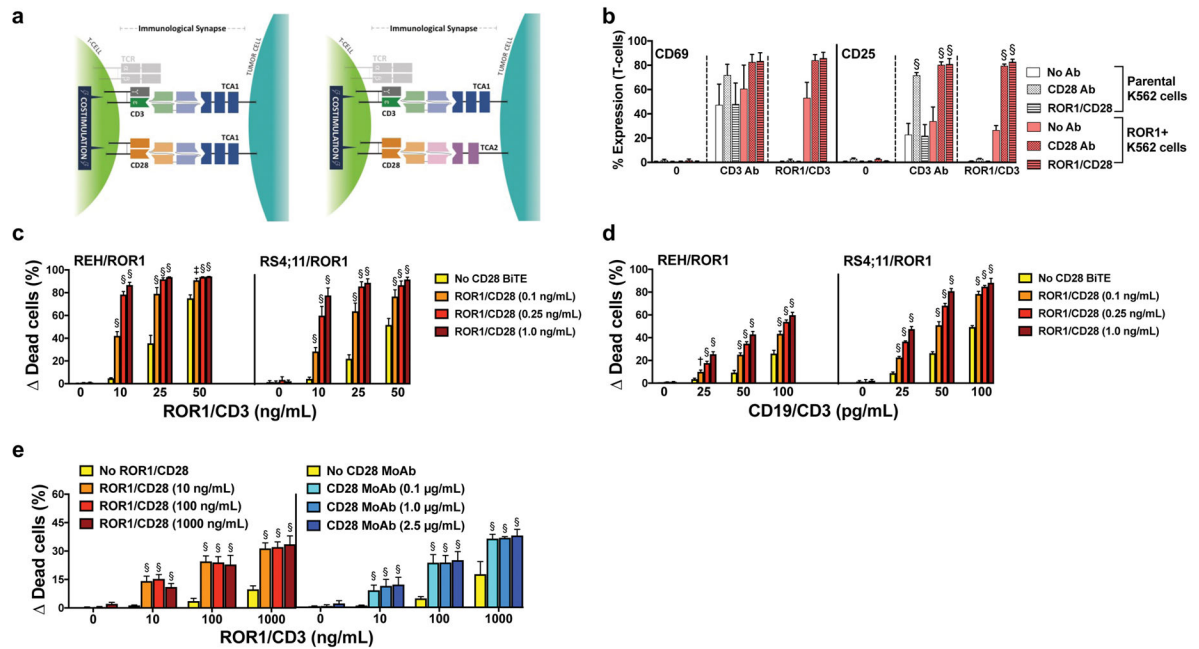 a
Immunological Synapse
T-CELL
TUMOR CELL
TCR
TCA1
CD3
COSTIMULATION
TCA1
CD28
Immunological Synapse
T-CELL
TUMOR CELL
TCR
TCA1
CD3
COSTIMULATION
TCA2
CD28
b
% Expression (T-cells)
100
80
60
40
20
0
CD69
CD25
§
§ §
§ §
0
CD3 Ab
ROR1/CD3
0
CD3 Ab
ROR1/CD3
No Ab
CD28 Ab
ROR1/CD28
Parental
K562 cells
No Ab
CD28 Ab
ROR1/CD28
ROR1+
K562 cells
c
REH/ROR1
RS4;11/ROR1
Δ Dead cells (%)
100
80
60
40
20
0
§ § §
§ § §
‡ § §
§ § §
§ § §
§ § §
0
10
25
50
0
10
25
50
ROR1/CD3 (ng/mL)
No CD28 BiTE
ROR1/CD28 (0.1 ng/mL)
ROR1/CD28 (0.25 ng/mL)
ROR1/CD28 (1.0 ng/mL)
d
REH/ROR1
RS4;11/ROR1
Δ Dead cells (%)
100
80
60
40
20
0
† § §
§ § §
§ § §
§ § §
§ § §
§ § §
0
25
50
100
0
25
50
100
CD19/CD3 (pg/mL)
No CD28 BiTE
ROR1/CD28 (0.1 ng/mL)
ROR1/CD28 (0.25 ng/mL)
ROR1/CD28 (1.0 ng/mL)
e
Δ Dead cells (%)
60
45
30
15
0
No ROR1/CD28
ROR1/CD28 (10 ng/mL)
ROR1/CD28 (100 ng/mL)
ROR1/CD28 (1000 ng/mL)
No CD28 MoAb
CD28 MoAb (0.1 µg/mL)
CD28 MoAb (1.0 µg/mL)
CD28 MoAb (2.5 µg/mL)
§ § §
§ § §
§ § §
§ § §
§ § §
§ § §
0
10
100
1000
0
10
100
1000
ROR1/CD3 (ng/mL)